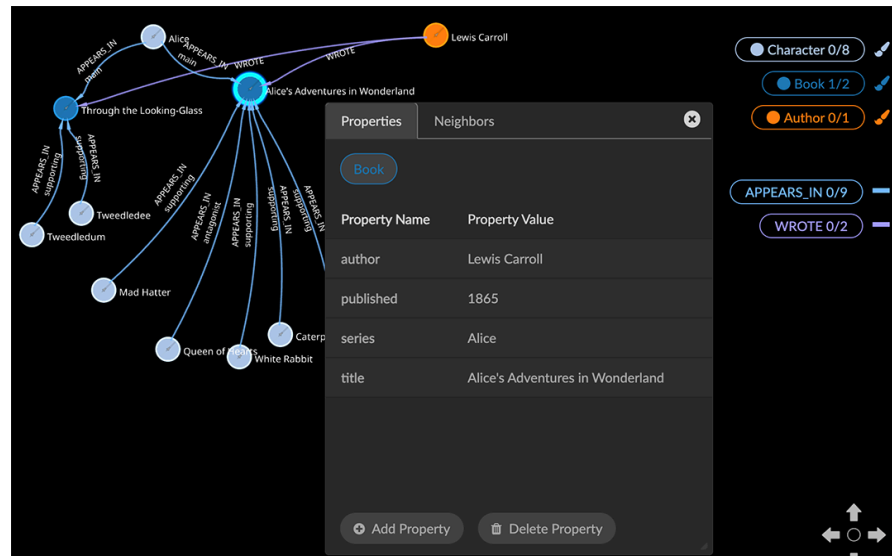 Alice
Lewis Carroll
APPEARS_IN
main
APPEARS_IN
main
WROTE
WROTE
Alice's Adventures in Wonderland
Through the Looking-Glass
APPEARS_IN
supporting
APPEARS_IN
supporting
Tweedledee
Tweedledum
APPEARS_IN
supporting
APPEARS_IN
antagonist
APPEARS_IN
supporting
APPEARS_IN
supporting
APPEARS_IN
supporting
Mad Hatter
Queen of Hearts
White Rabbit
Caterp
Properties
Neighbors
Book
Property Name Property Value
author Lewis Carroll
published 1865
series Alice
title Alice's Adventures in Wonderland
Add Property
Delete Property
Character 0/8
Book 1/2
Author 0/1
APPEARS_IN 0/9
WROTE 0/2